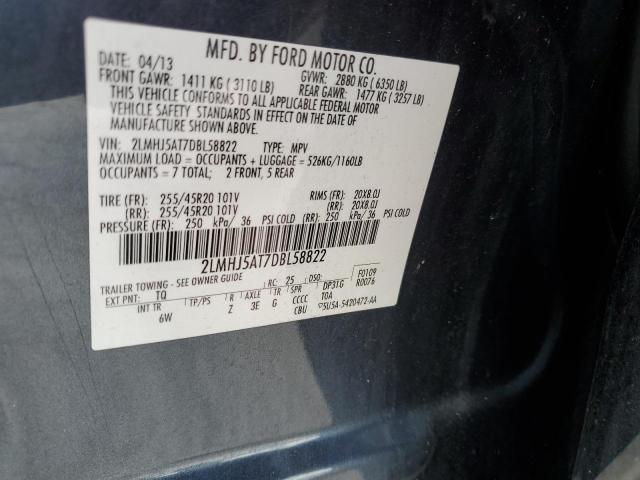 MFD. BY FORD MOTOR CO.
DATE: 04/13 GVWR: 2880 KG ( 6350 LB)
FRONT GAWR: 1411 KG ( 3110 LB) REAR GAWR: 1477 KG ( 3257 LB)
THIS VEHICLE CONFORMS TO ALL APPLICABLE FEDERAL MOTOR
VEHICLE SAFETY STANDARDS IN EFFECT ON THE DATE OF
MANUFACTURE SHOWN ABOVE.
VIN: 2LMHJ5AT7DBL58822 TYPE: MPV
MAXIMUM LOAD = OCCUPANTS + LUGGAGE = 526KG/1160LB
OCCUPANTS = 7 TOTAL; 2 FRONT, 5 REAR
TIRE (FR): 255/45R20 101V RIMS (FR): 20X8.0J
(RR): 255/45R20 101V (RR): 20X8.0J
PRESSURE (FR): 250 kPa/ 36 PSI COLD (RR): 250 kPa/ 36 PSI COLD
2LMHJ5AT7DBL58822
TRAILER TOWING - SEE OWNER GUIDE RC: 25 DSO: F0109
EXT PNT: TQ DP31G R0076
INT TR TP/PS R AXLE TR SPR 10A
6W Z 3E G CCCC
CBU 5U5A-5420472-AA